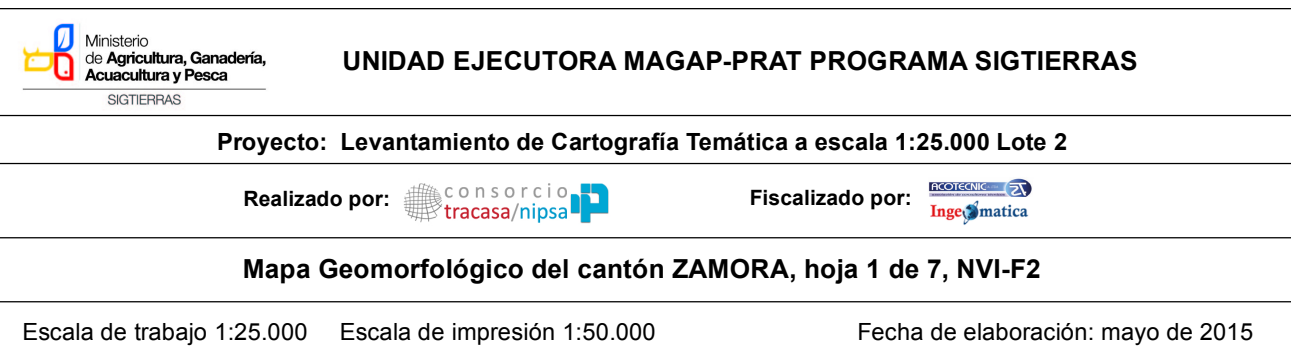 Ministerio
de Agricultura, Ganadería,
Acuacultura y Pesca
SIGTIERRAS
UNIDAD EJECUTORA MAGAP-PRAT PROGRAMA SIGTIERRAS
Proyecto: Levantamiento de Cartografía Temática a escala 1:25.000 Lote 2
Realizado por:
consorcio
tracasa/nipsa
Fiscalizado por:
ACOTECNIC
Ingeomatica
Mapa Geomorfológico del cantón ZAMORA, hoja 1 de 7, NVI-F2
Escala de trabajo 1:25.000 Escala de impresión 1:50.000 Fecha de elaboración: mayo de 2015